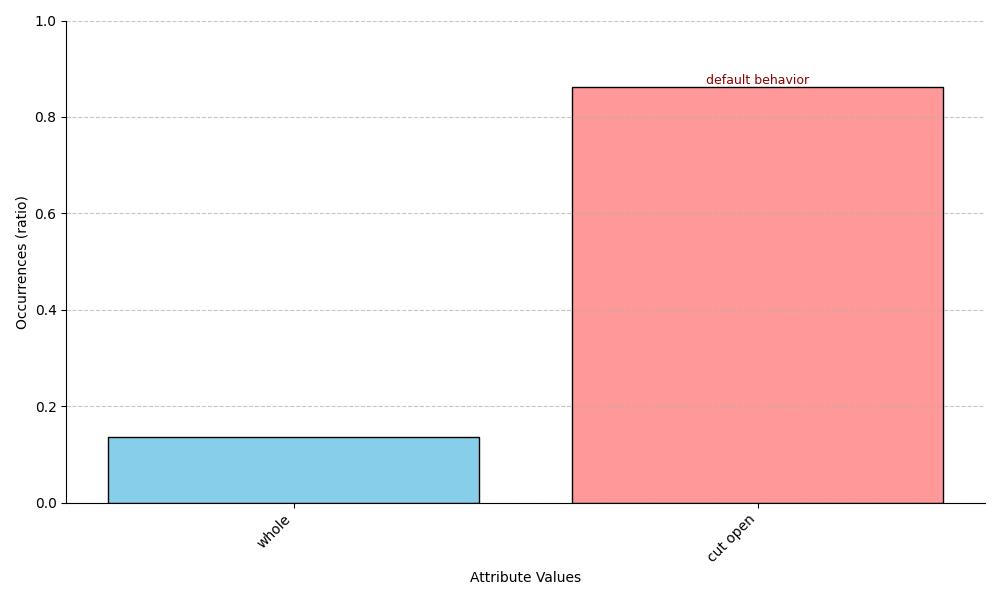 1.0
default behavior
0.8
0.6
0.4
0.2
0.0
Occurrences (ratio)
whole
cut open
Attribute Values